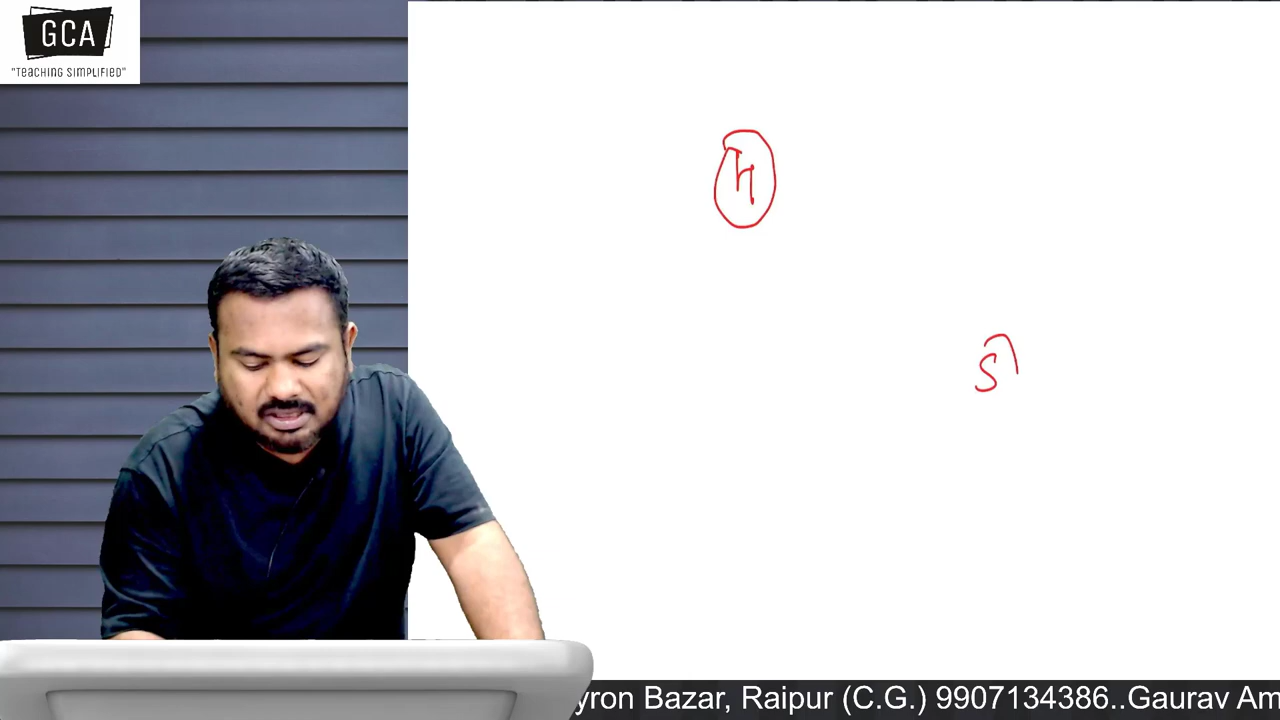 GCA
"Teaching Simplified"
yron Bazar, Raipur (C.G.) 9907134386..Gaurav Am